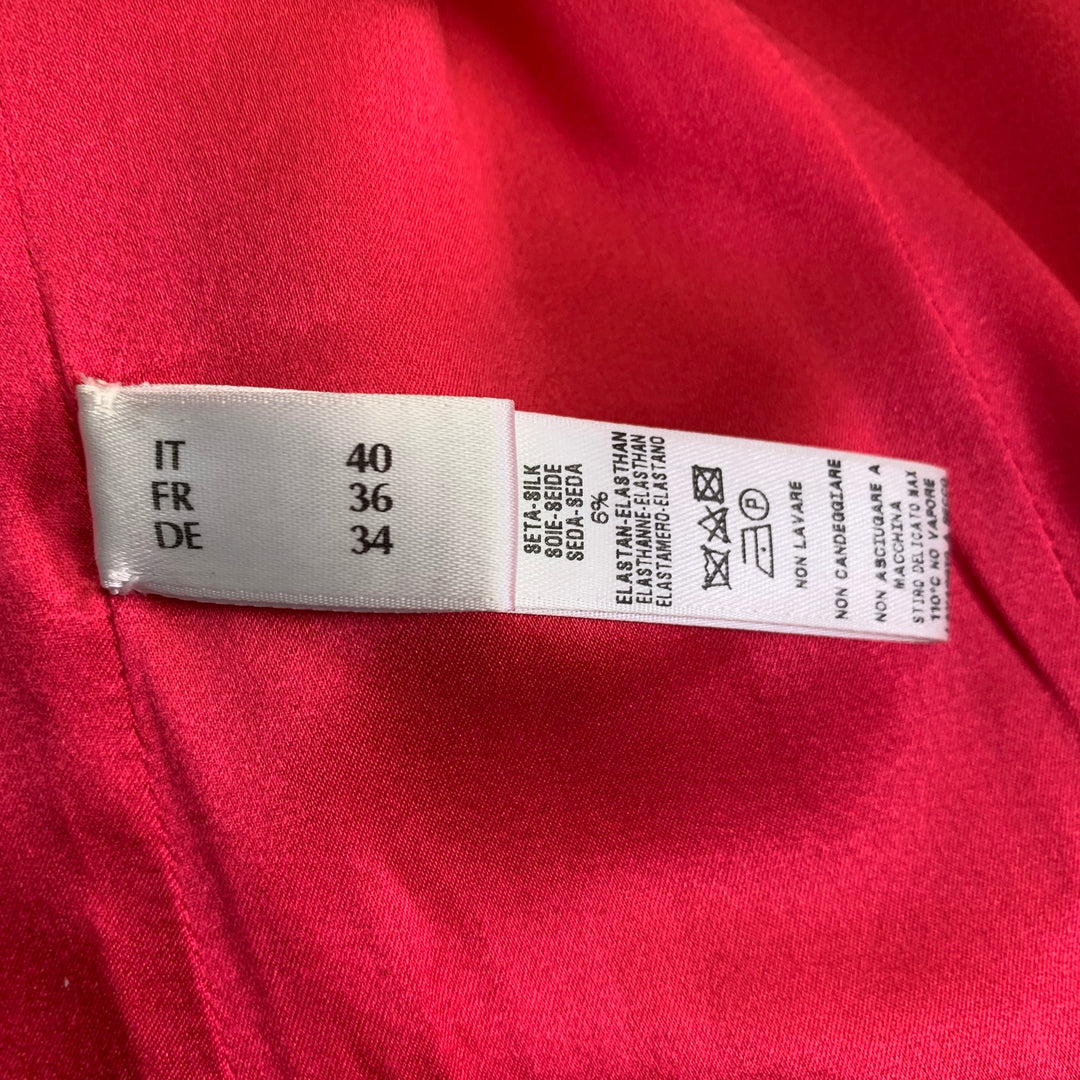 IT 40
FR 36
DE 34
SETA-SILK
SOIE-SEIDE
SEDA-SEDA
6%
ELASTAN-ELASTHAN
ELASTHANNE-ELASTHAN
ELASTAMERO-ELASTANO
P
NON LAVARE
NON CANDEGGIARE
NON ASCIUGARE A
MACCHINA
STIRO DELICATO MAX
110°C NO VAPORE